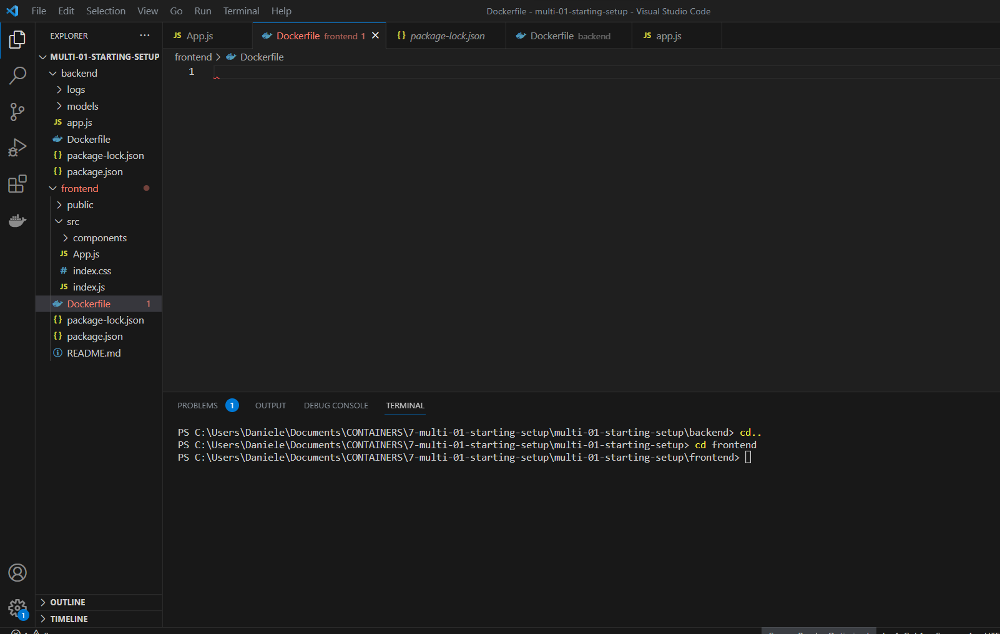 File Edit Selection View Go Run Terminal Help
Dockerfile - multi-01-starting-setup - Visual Studio Code
EXPLORER ···
JS App.js
Dockerfile frontend 1
{} package-lock.json
Dockerfile backend
JS app.js
MULTI-01-STARTING-SETUP
backend
logs
models
JS app.js
Dockerfile
{} package-lock.json
{} package.json
frontend
public
src
components
JS App.js
# index.css
JS index.js
Dockerfile 1
{} package-lock.json
{} package.json
README.md
OUTLINE
TIMELINE
1
frontend > Dockerfile
1
PROBLEMS 1 OUTPUT DEBUG CONSOLE TERMINAL
PS C:\Users\Daniele\Documents\CONTAINERS\7-multi-01-starting-setup\multi-01-starting-setup\backend> cd..
PS C:\Users\Daniele\Documents\CONTAINERS\7-multi-01-starting-setup\multi-01-starting-setup> cd frontend
PS C:\Users\Daniele\Documents\CONTAINERS\7-multi-01-starting-setup\multi-01-starting-setup\frontend>